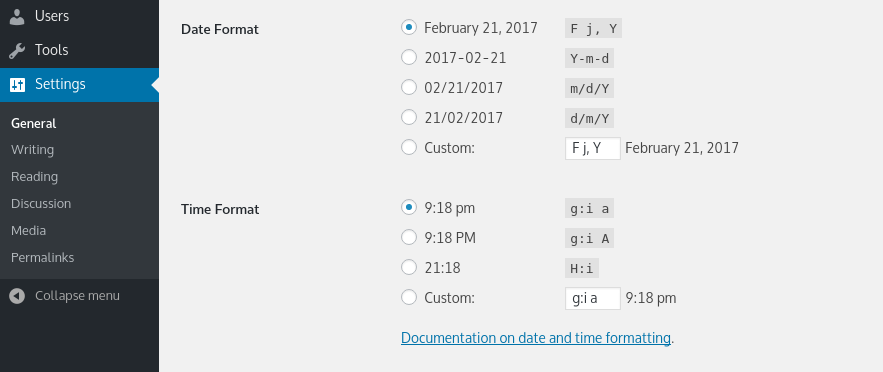 Users
Tools
Settings
General
Writing
Reading
Discussion
Media
Permalinks
Collapse menu
Date Format
February 21, 2017 F j, Y
2017-02-21 Y-m-d
02/21/2017 m/d/Y
21/02/2017 d/m/Y
Custom: F j, Y February 21, 2017
Time Format
9:18 pm g:i a
9:18 PM g:i A
21:18 H:i
Custom: g:i a 9:18 pm
Documentation on date and time formatting.